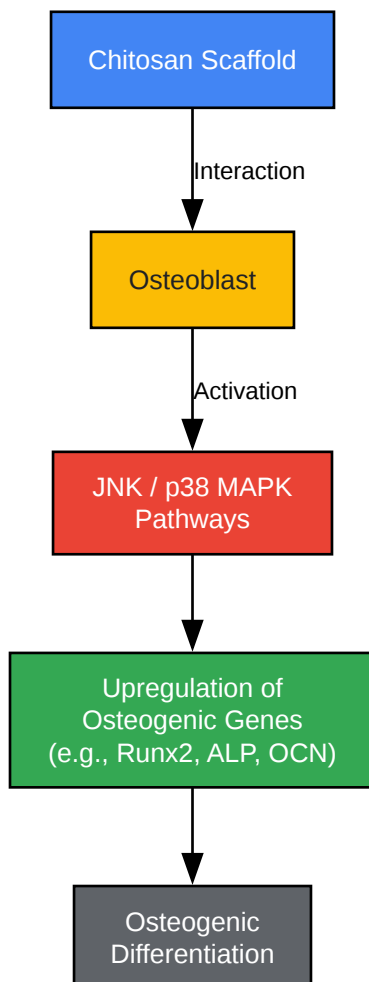 Chitosan Scaffold
Interaction
Osteoblast
Activation
JNK / p38 MAPK
Pathways
Upregulation of
Osteogenic Genes
(e.g., Runx2, ALP, OCN)
Osteogenic
Differentiation